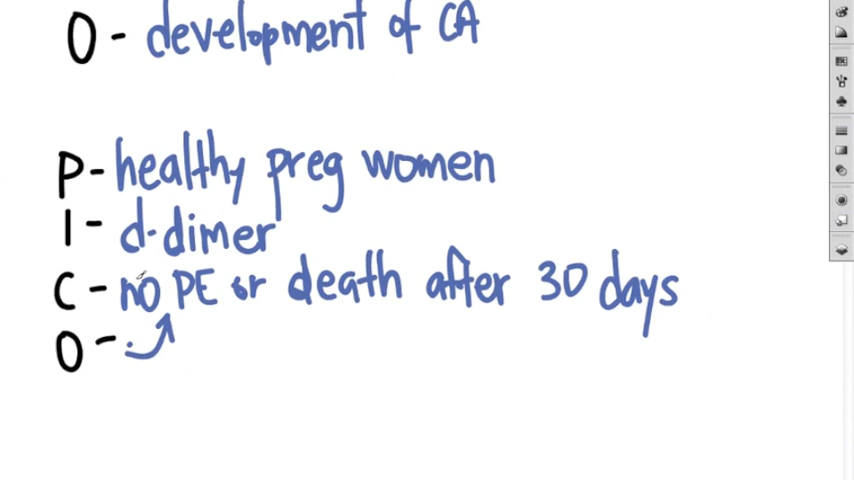 O - development of CA
P - healthy preg women
I - d-dimer
C - no PE or death after 30 days
O -